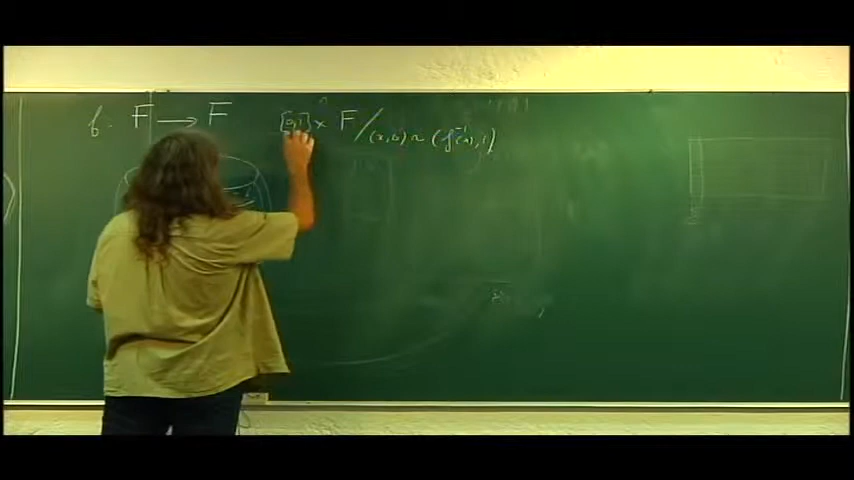 f: F → F [0,1] × F / (x,0) ~ (f⁻¹(x),1)